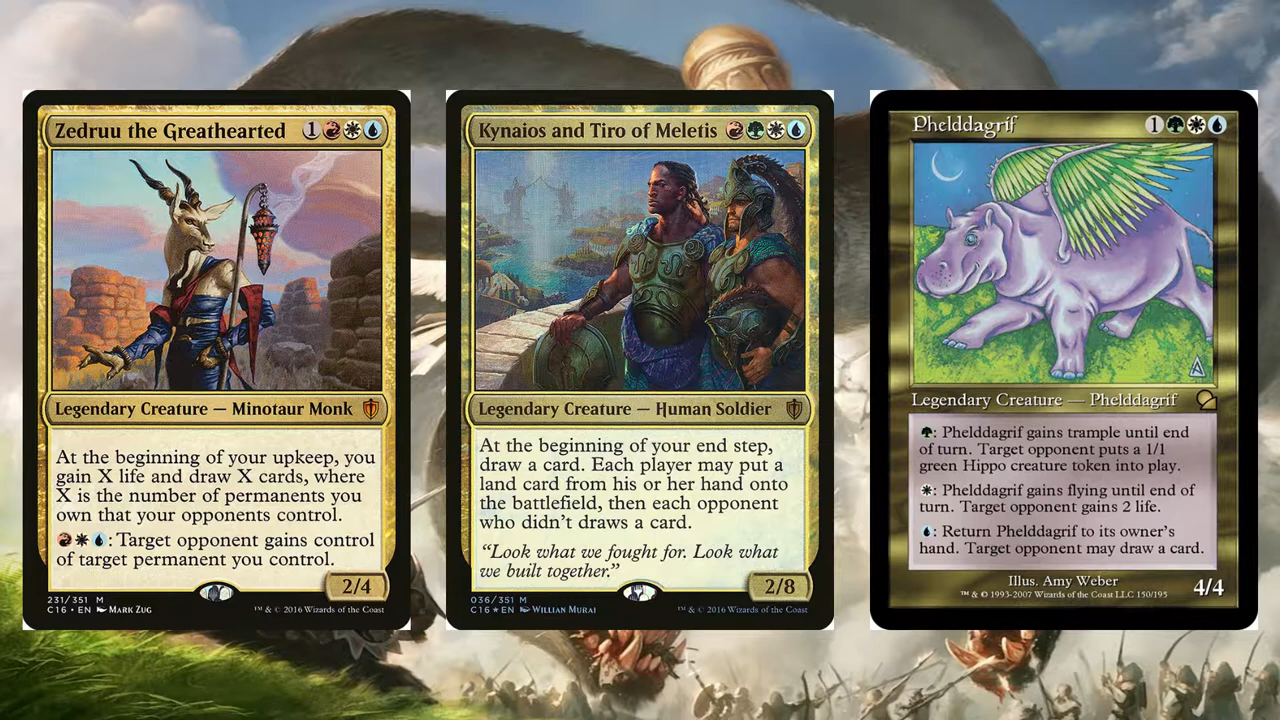 Zedruu the Greathearted 1
Legendary Creature — Minotaur Monk
At the beginning of your upkeep, you
gain X life and draw X cards, where
X is the number of permanents you
own that your opponents control.
: Target opponent gains control
of target permanent you control.
2/4
231/351 M
C16 • EN Mark Zug
™ & © 2016 Wizards of the Coast
Kynaios and Tiro of Meletis
Legendary Creature — Human Soldier
At the beginning of your end step,
draw a card. Each player may put a
land card from his or her hand onto
the battlefield, then each opponent
who didn't draws a card.
“Look what we fought for. Look what
we built together.”
2/8
036/351 M
C16 ★ EN Willian Murai
™ & © 2016 Wizards of the Coast
Phelddagrif 1
Legendary Creature — Phelddagrif
: Phelddagrif gains trample until end
of turn. Target opponent puts a 1/1
green Hippo creature token into play.
: Phelddagrif gains flying until end of
turn. Target opponent gains 2 life.
: Return Phelddagrif to its owner's
hand. Target opponent may draw a card.
Illus. Amy Weber
™ & © 1993-2007 Wizards of the Coast LLC 150/195
4/4